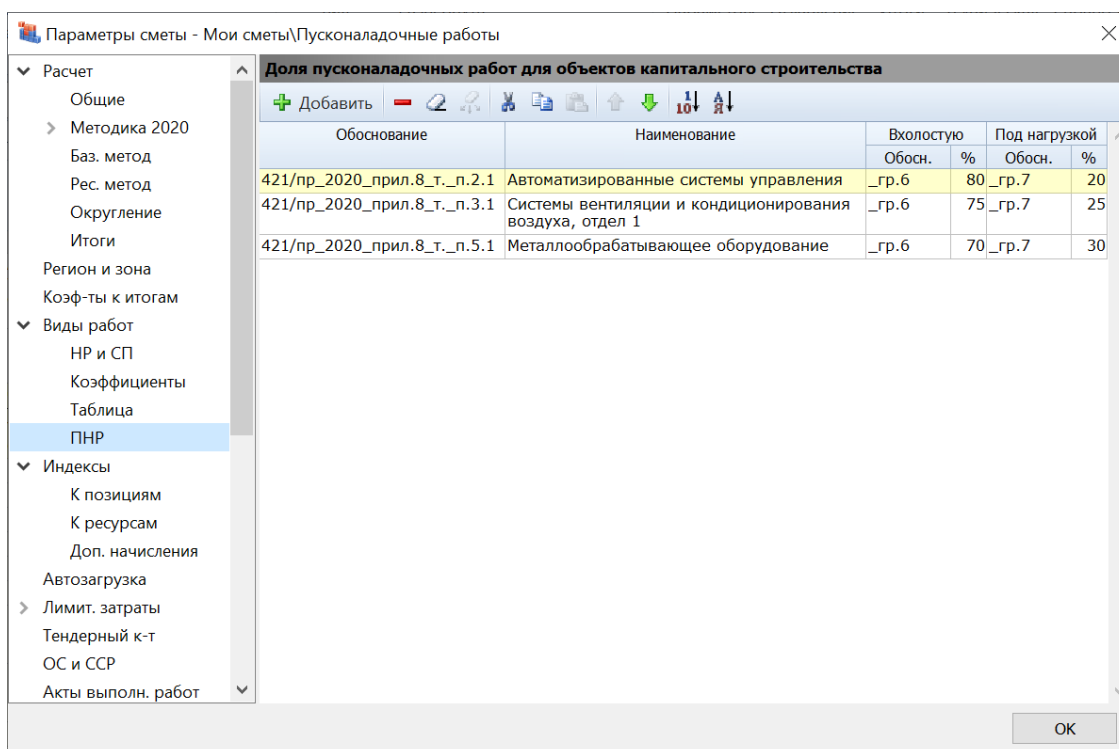 Параметры сметы - Мои сметы\Пусконаладочные работы
Расчет
Общие
Методика 2020
Баз. метод
Рес. метод
Округление
Итоги
Регион и зона
Коэф-ты к итогам
Виды работ
НР и СП
Коэффициенты
Таблица
ПНР
Индексы
К позициям
К ресурсам
Доп. начисления
Автозагрузка
Лимит. затраты
Тендерный к-т
ОС и ССР
Акты выполн. работ
Доля пусконаладочных работ для объектов капитального строительства
Добавить
Обоснование Наименование Вхолостую Под нагрузкой
Обосн. % Обосн. %
421/пр_2020_прил.8_т._п.2.1 Автоматизированные системы управления _гр.6 80 _гр.7 20
421/пр_2020_прил.8_т._п.3.1 Системы вентиляции и кондиционирования _гр.6 75 _гр.7 25
воздуха, отдел 1
421/пр_2020_прил.8_т._п.5.1 Металлообрабатывающее оборудование _гр.6 70 _гр.7 30
ОК